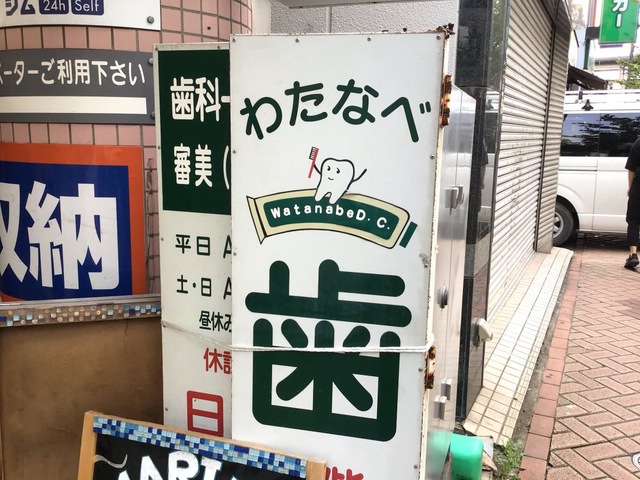 24h Self
ーターご利用下さい
収納
歯科
審美
平日 A
土・日 A
昼休み
休診
日
わたなべ
WatanabeD.C.
歯